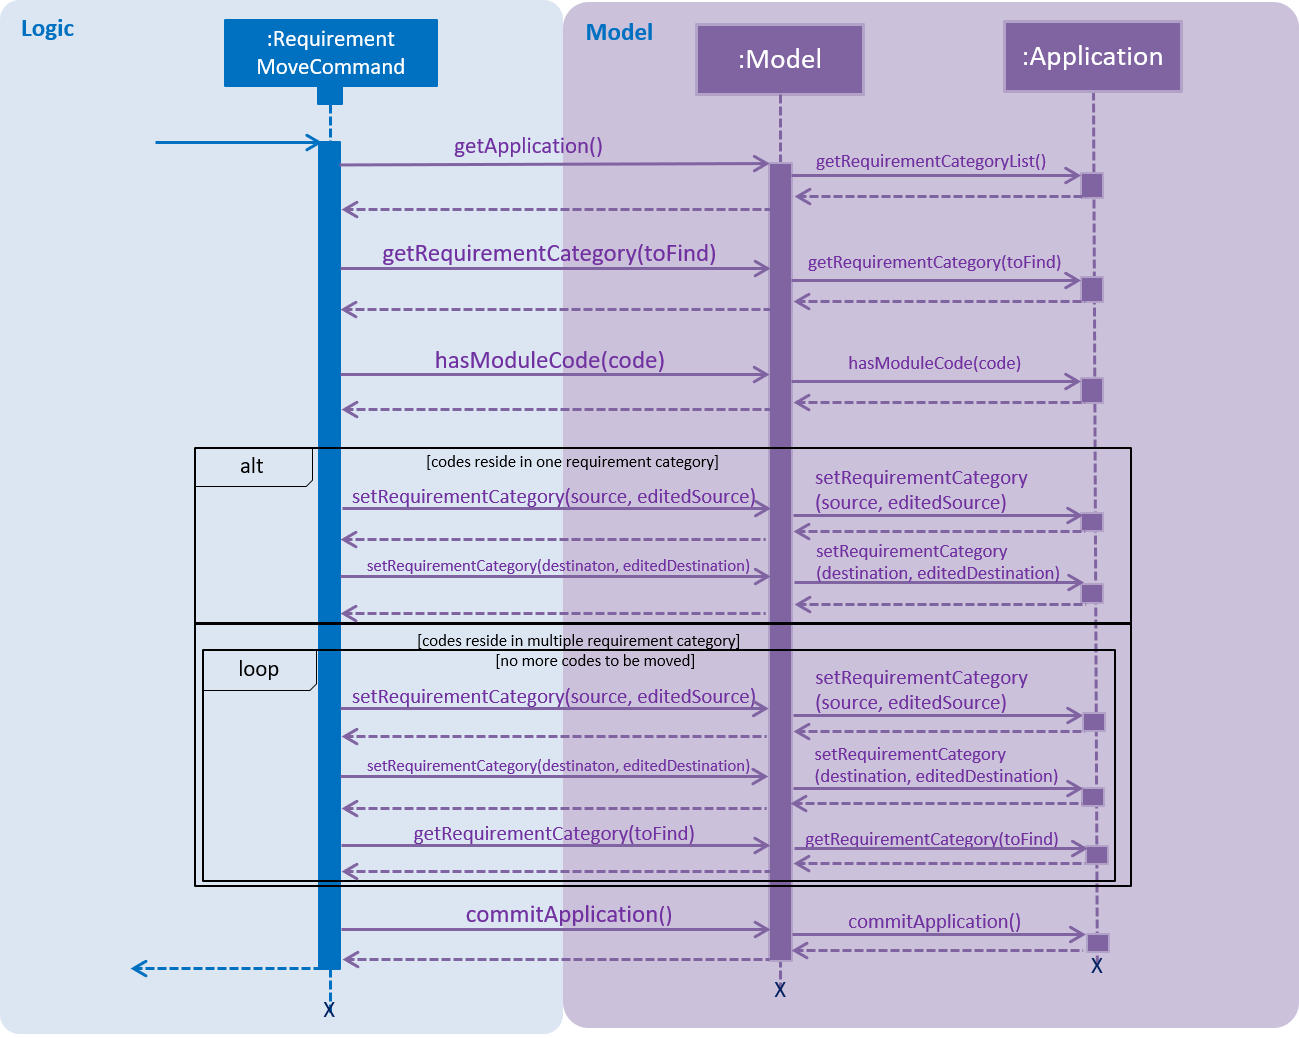 Logic
Model
:Requirement
MoveCommand
:Model
:Application
getApplication()
getRequirementCategoryList()
getRequirementCategory(toFind)
getRequirementCategory(toFind)
hasModuleCode(code)
hasModuleCode(code)
alt
[codes reside in one requirement category]
setRequirementCategory(source, editedSource)
setRequirementCategory
(source, editedSource)
setRequirementCategory(destinaton, editedDestination)
setRequirementCategory
(destination, editedDestination)
[codes reside in multiple requirement category]
loop
[no more codes to be moved]
setRequirementCategory(source, editedSource)
setRequirementCategory
(source, editedSource)
setRequirementCategory(destinaton, editedDestination)
setRequirementCategory
(destination, editedDestination)
getRequirementCategory(toFind)
getRequirementCategory(toFind)
commitApplication()
commitApplication()
X
X
X